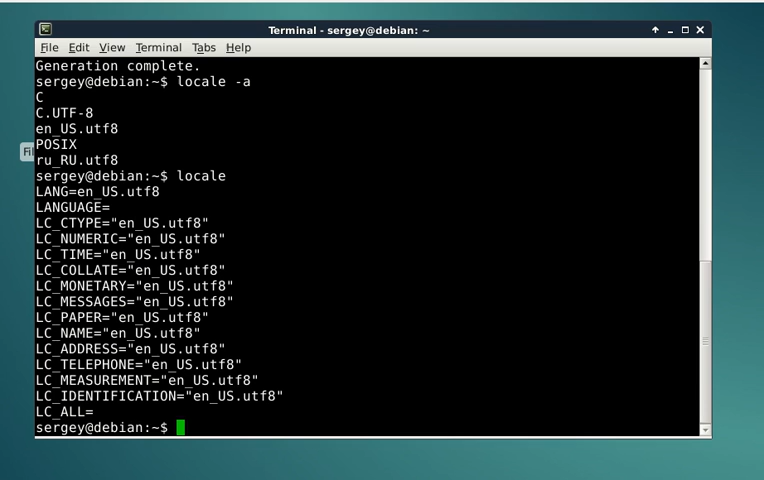 Terminal - sergey@debian: ~
File Edit View Terminal Tabs Help
Generation complete.
sergey@debian:~$ locale -a
C
C.UTF-8
en_US.utf8
POSIX
ru_RU.utf8
sergey@debian:~$ locale
LANG=en_US.utf8
LANGUAGE=
LC_CTYPE="en_US.utf8"
LC_NUMERIC="en_US.utf8"
LC_TIME="en_US.utf8"
LC_COLLATE="en_US.utf8"
LC_MONETARY="en_US.utf8"
LC_MESSAGES="en_US.utf8"
LC_PAPER="en_US.utf8"
LC_NAME="en_US.utf8"
LC_ADDRESS="en_US.utf8"
LC_TELEPHONE="en_US.utf8"
LC_MEASUREMENT="en_US.utf8"
LC_IDENTIFICATION="en_US.utf8"
LC_ALL=
sergey@debian:~$